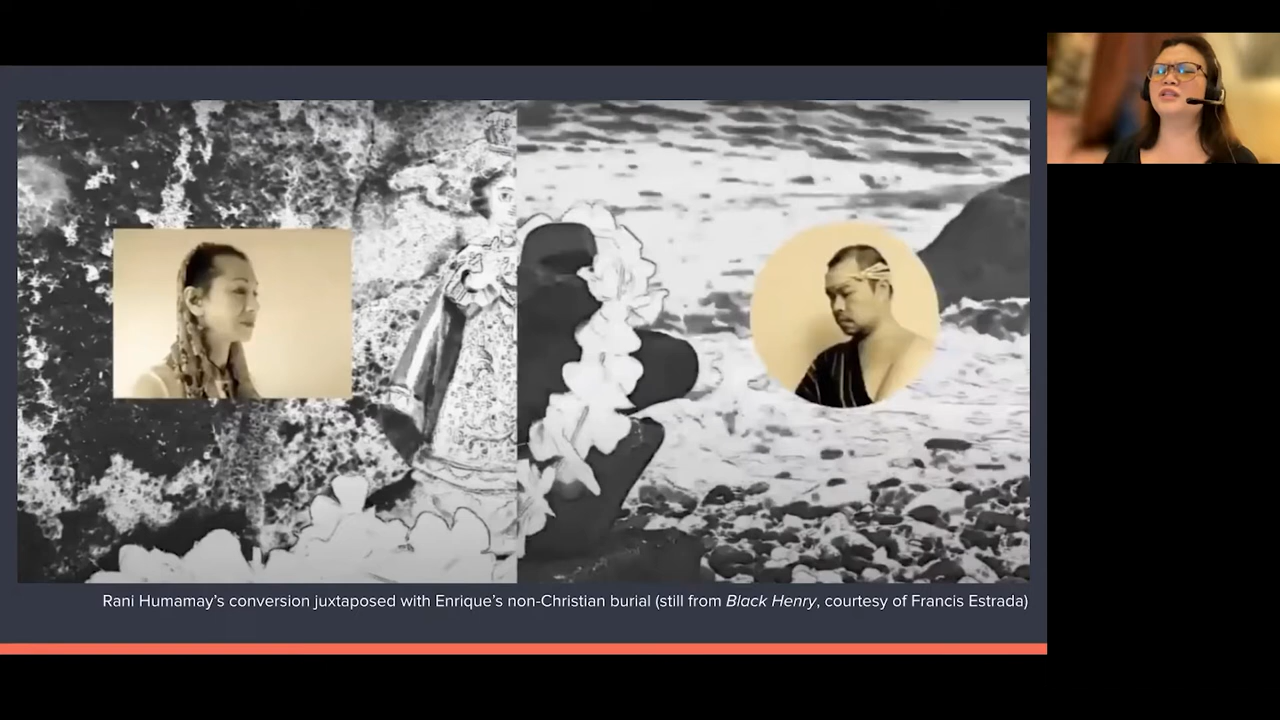 Rani Humamay's conversion juxtaposed with Enrique's non-Christian burial (still from Black Henry, courtesy of Francis Estrada)